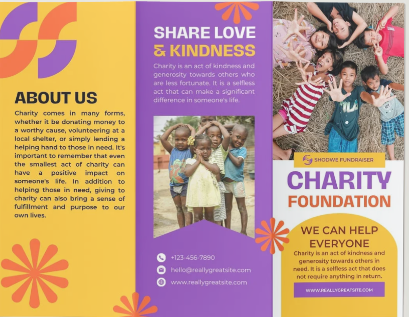 ABOUT US
Charity comes in many forms,
whether it be donating money to
a worthy cause, volunteering at a
local shelter, or simply lending a
helping hand to those in need. It's
important to remember that even
the smallest act of charity can
have a positive impact on
someone's life. In addition to
helping those in need, giving to
charity can also bring a sense of
fulfillment and purpose to our
own lives.
SHARE LOVE
& KINDNESS
Charity is an act of kindness and
generosity towards others who
are less fortunate. It is a selfless
act that can make a significant
difference in someone's life.
+123-456-7890
hello@reallygreatsite.com
www.reallygreatsite.com
SHODWE FUNDRAISER
CHARITY
FOUNDATION
WE CAN HELP
EVERYONE
Charity is an act of kindness and
generosity towards others in
need. It is a selfless act that does
not require anything in return.
WWW.REALLYGREATSITE.COM